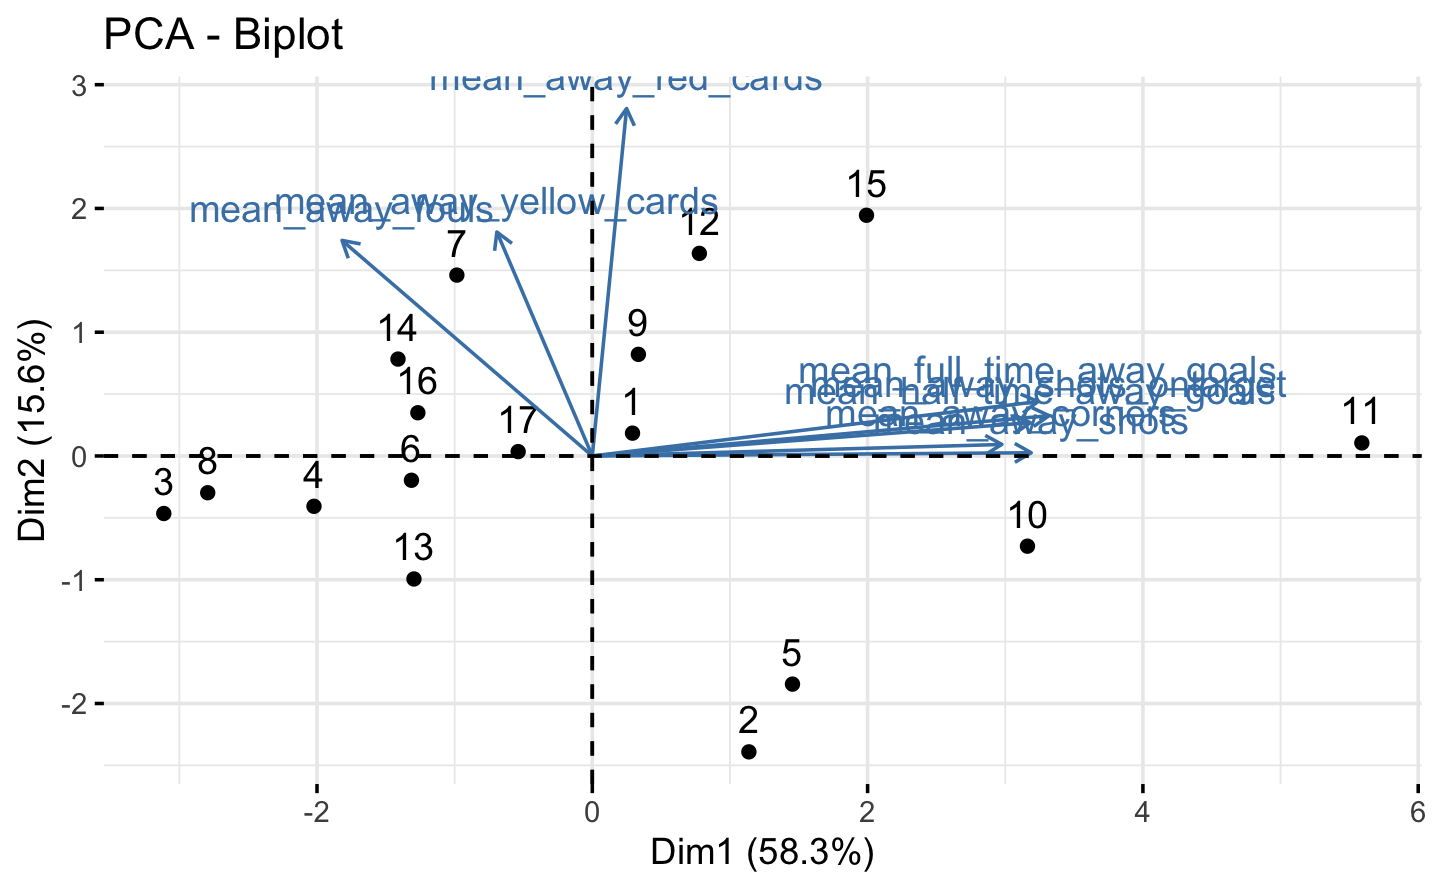 PCA - Biplot
3
mean_away_red_cards
15
2
mean_away_yellow_cards
mean_away_fouls
12
7
14
9
1
mean_full_time_away_goals
mean_away_shots_on_target
mean_half_time_away_goals
16
1
11
mean_away_corners
17
mean_away_shots
6
0
8
3
4
10
13
-1
5
2
-2
-2
0
2
4
6
Dim1 (58.3%)
Dim2 (15.6%)